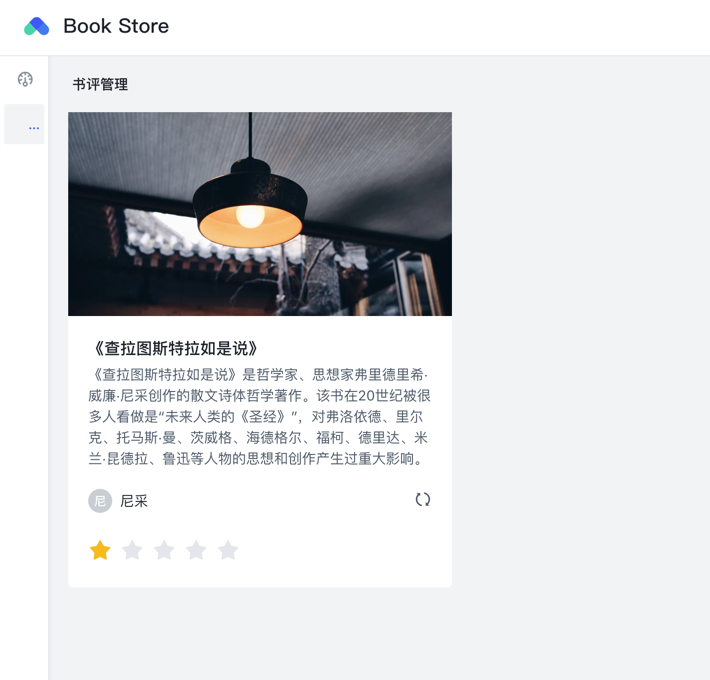 Book Store
书评管理
...
《查拉图斯特拉如是说》
《查拉图斯特拉如是说》是哲学家、思想家弗里德里希·
威廉·尼采创作的散文诗体哲学著作。该书在20世纪被很
多人看做是“未来人类的《圣经》”，对弗洛依德、里尔
克、托马斯·曼、茨威格、海德格尔、福柯、德里达、米
兰·昆德拉、鲁迅等人物的思想和创作产生过重大影响。
尼 尼采